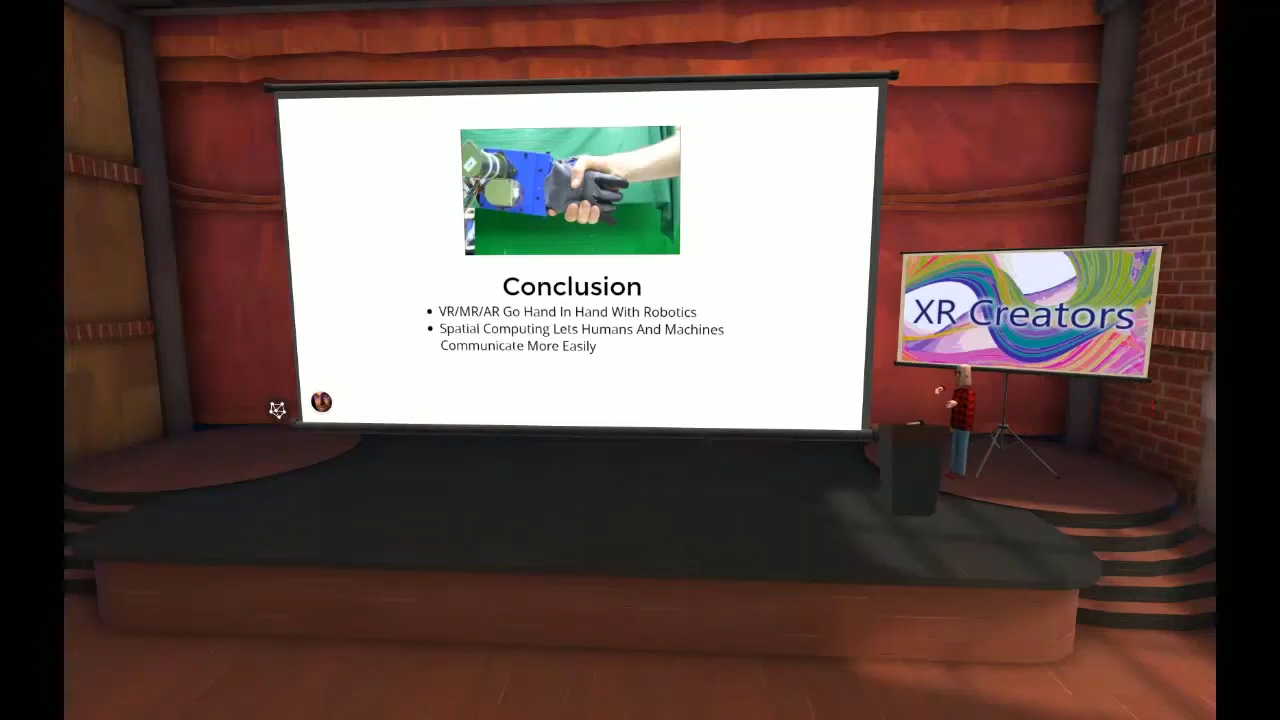 Conclusion
• VR/MR/AR Go Hand In Hand With Robotics
• Spatial Computing Lets Humans And Machines
Communicate More Easily
XR Creators